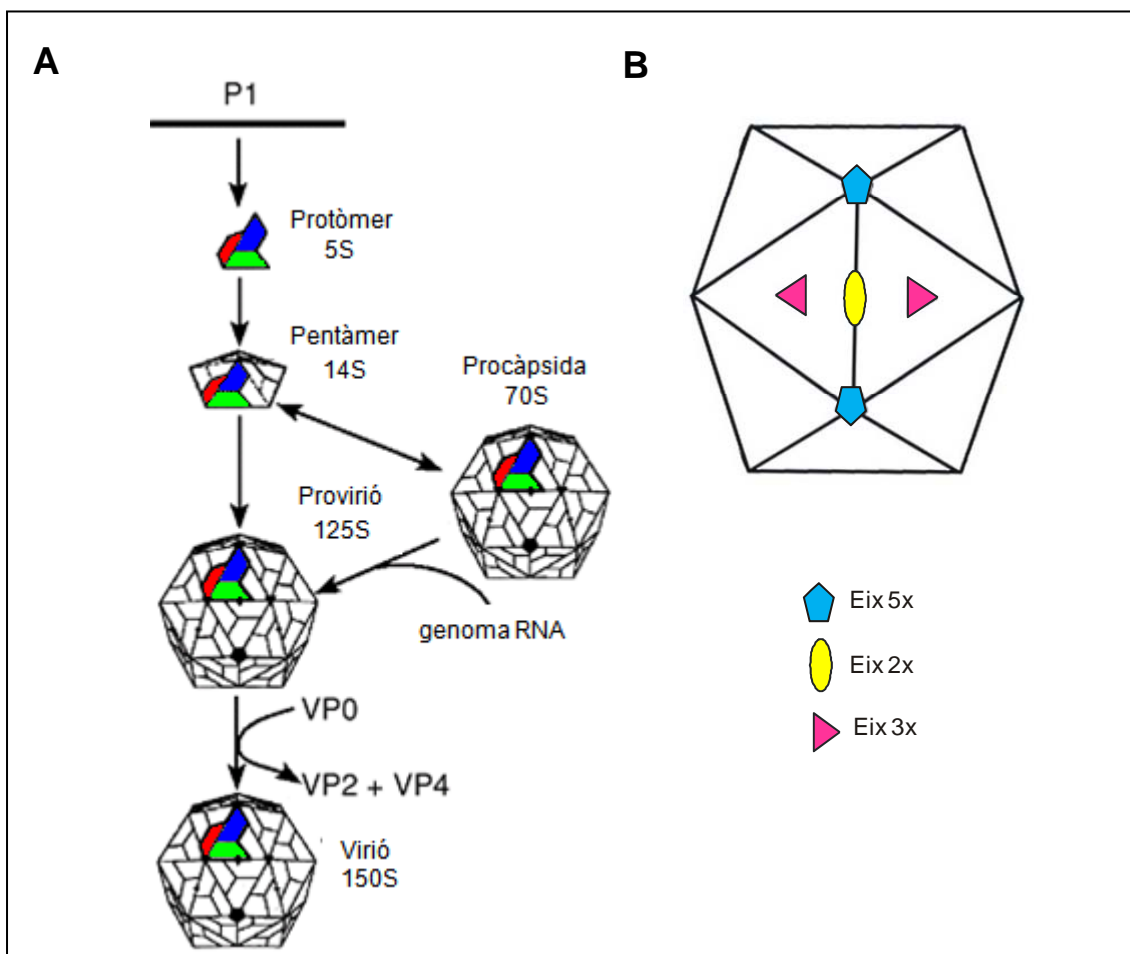 A
P1
Protòmer
5S
Pentàmer
14S
Procàpsida
70S
Provirió
125S
genoma RNA
VP0
VP2 + VP4
Virió
150S
B
Eix 5x
Eix 2x
Eix 3x